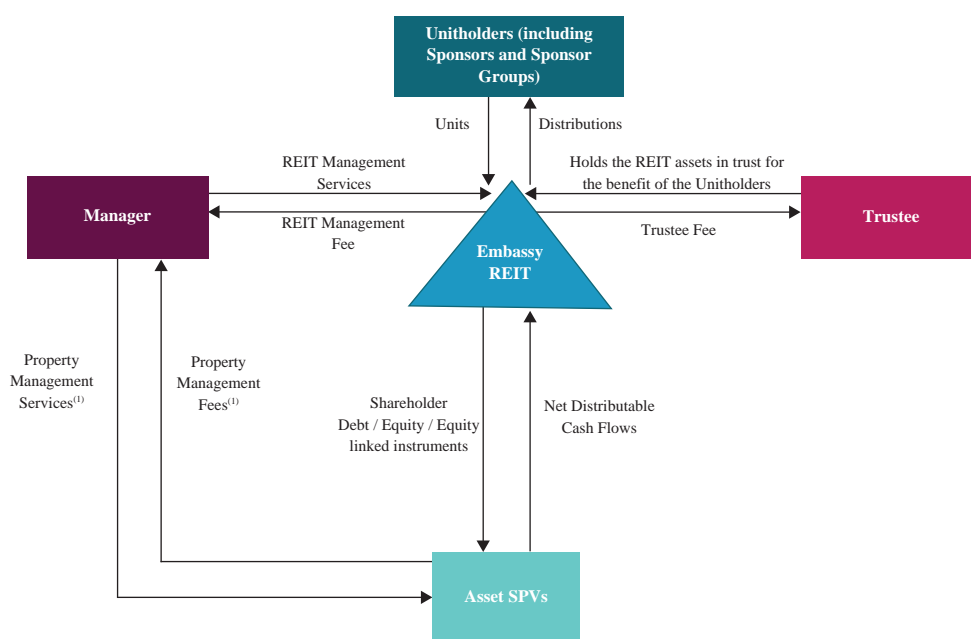 Unitholders (including
Sponsors and Sponsor
Groups)
Units
Distributions
REIT Management
Services
Holds the REIT assets in trust for
the benefit of the Unitholders
Manager
Trustee
REIT Management
Fee
Trustee Fee
Embassy
REIT
Property
Management
Services(1)
Property
Management
Fees(1)
Shareholder
Debt / Equity / Equity
linked instruments
Net Distributable
Cash Flows
Asset SPVs